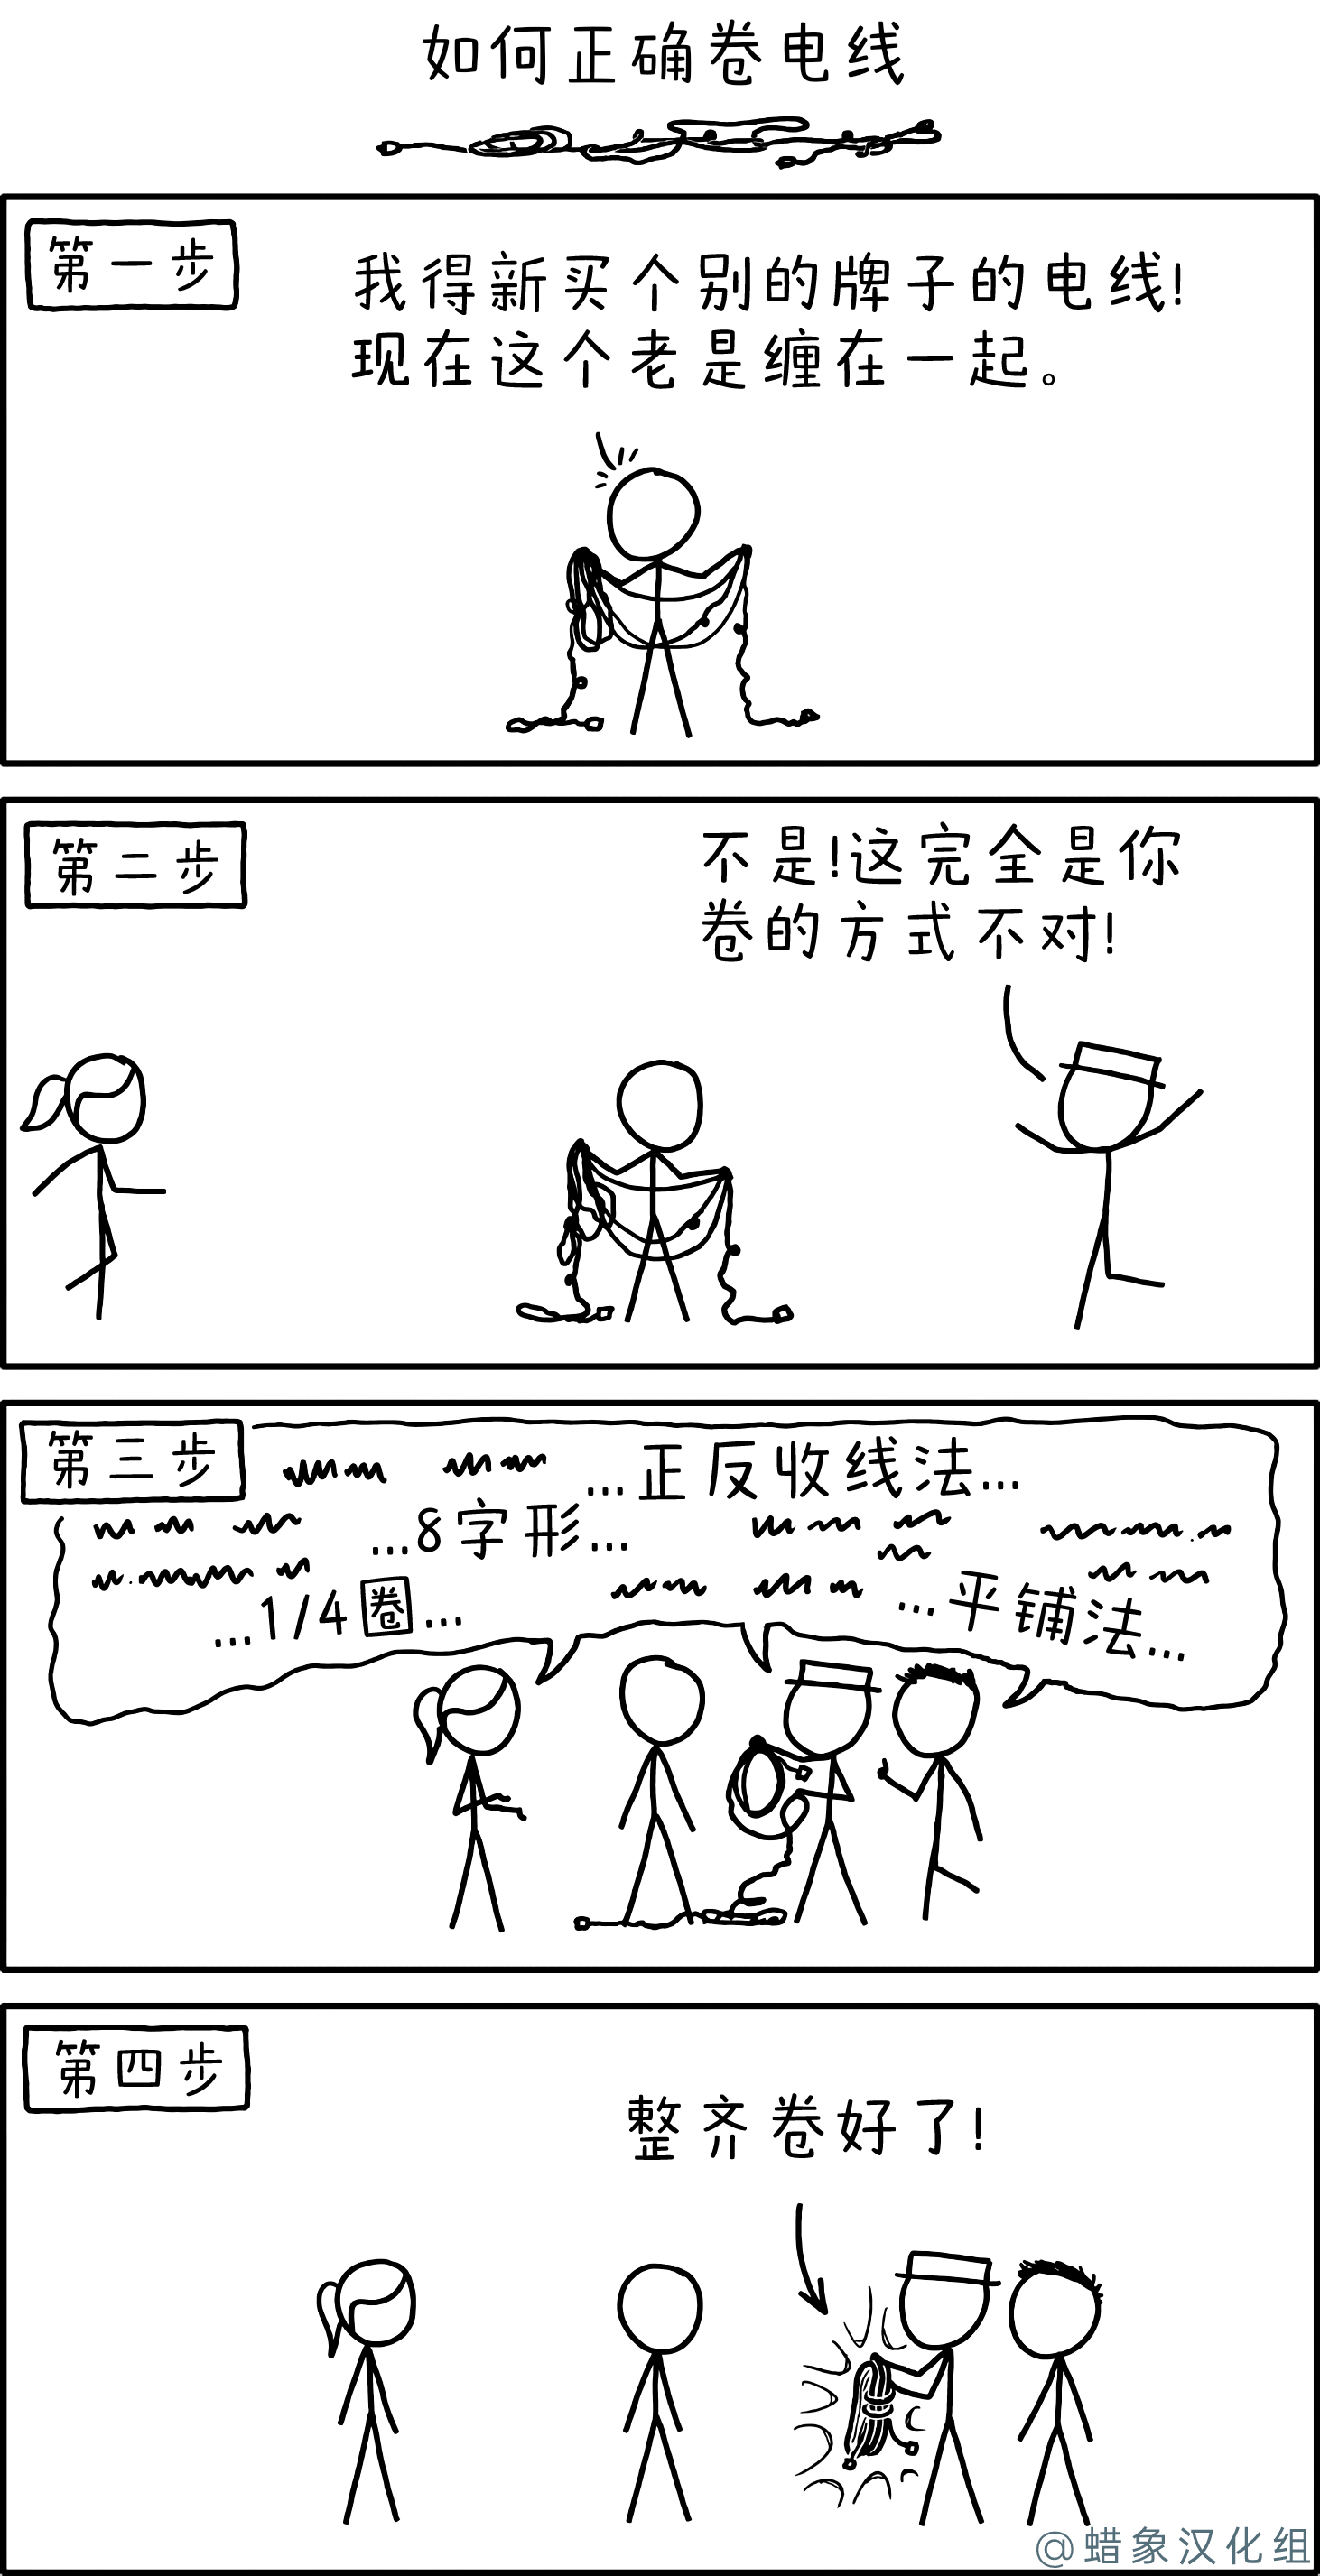 如何正确卷电线
第一步
我得新买个别的牌子的电线!
现在这个老是缠在一起。
第二步
不是!这完全是你
卷的方式不对!
第三步
...正反收线法...
...8字形...
...1/4圈...
...平铺法...
第四步
整齐卷好了!
@蜡象汉化组